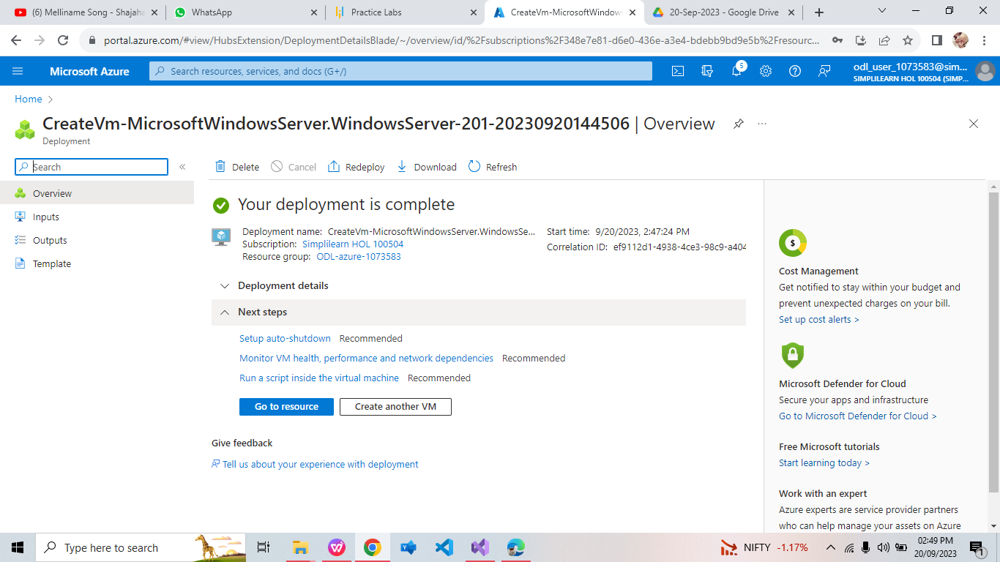 (6) Melliname Song - Shajaha
WhatsApp
Practice Labs
CreateVm-MicrosoftWindows
20-Sep-2023 - Google Drive
portal.azure.com/#view/HubsExtension/DeploymentDetailsBlade/~/overview/id/%2Fsubscriptions%2F348e7e81-d6e0-436e-a3e4-bdebb9bd9e5b%2Fresourc...
Microsoft Azure
Search resources, services, and docs (G+/)
5
odl_user_1073583@sim...
SIMPLILEARN HOL 100504 (SIMP...
Home
CreateVm-MicrosoftWindowsServer.WindowsServer-201-20230920144506 | Overview
Deployment
Search
Delete
Cancel
Redeploy
Download
Refresh
Overview
Inputs
Outputs
Template
Your deployment is complete
Deployment name: CreateVm-MicrosoftWindowsServer.WindowsSe...
Subscription: Simplilearn HOL 100504
Resource group: ODL-azure-1073583
Start time: 9/20/2023, 2:47:24 PM
Correlation ID: ef9112d1-4938-4ce3-98c9-a404
Deployment details
Next steps
Setup auto-shutdown Recommended
Monitor VM health, performance and network dependencies Recommended
Run a script inside the virtual machine Recommended
Go to resource
Create another VM
Give feedback
Tell us about your experience with deployment
$
Cost Management
Get notified to stay within your budget and
prevent unexpected charges on your bill.
Set up cost alerts >
Microsoft Defender for Cloud
Secure your apps and infrastructure
Go to Microsoft Defender for Cloud >
Free Microsoft tutorials
Start learning today >
Work with an expert
Azure experts are service provider partners
who can help manage your assets on Azure
Type here to search
NIFTY -1.17%
02:49 PM
20/09/2023
1